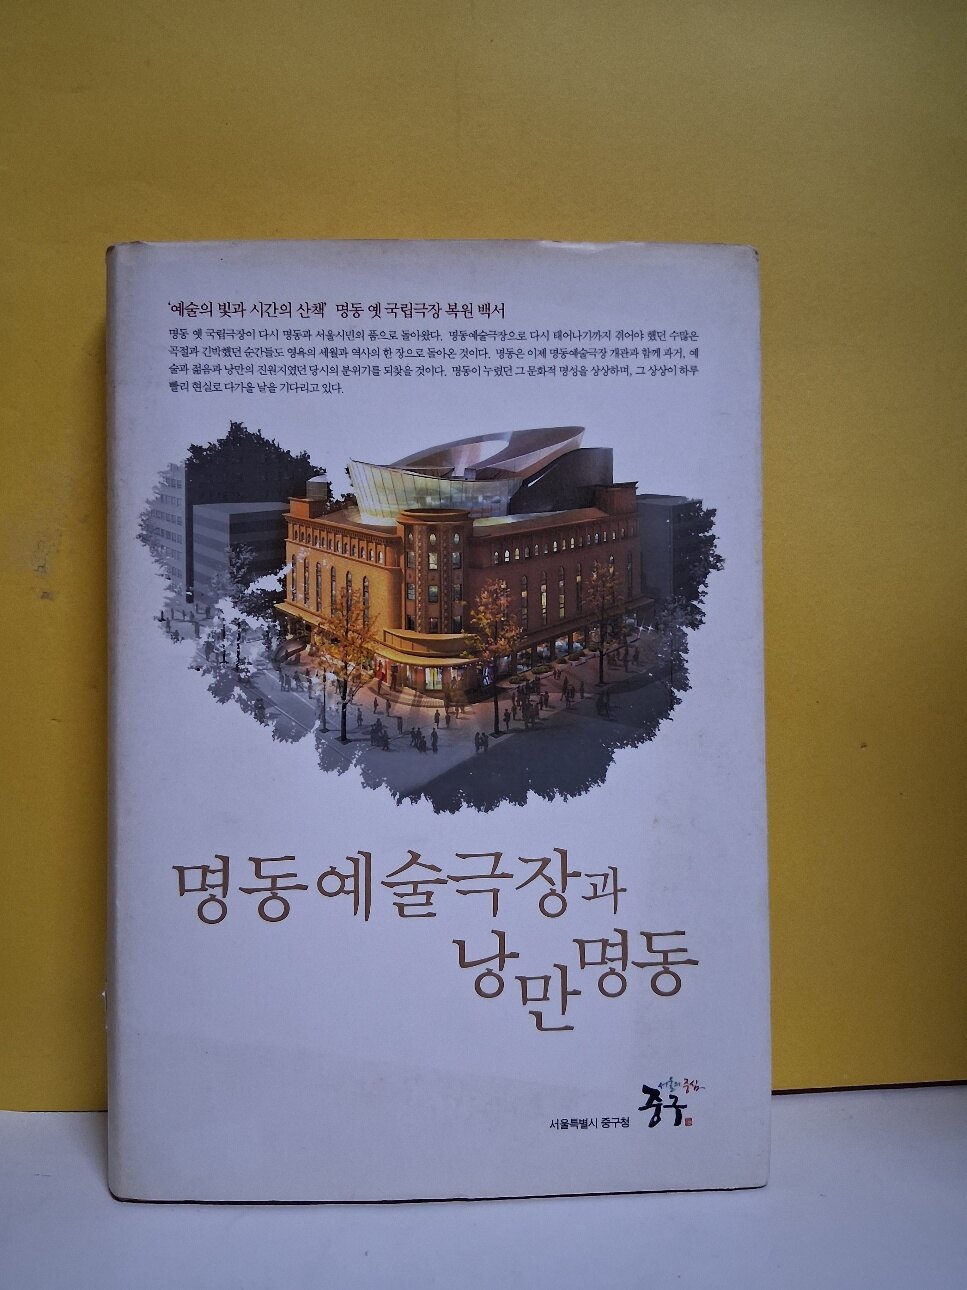 '예술의 빛과 시간의 산책' 명동 옛 국립극장 복원 백서
명동 옛 국립극장이 다시 명동과 서울시민의 품으로 돌아왔다. 명동예술극장으로 다시 태어나기까지 겪어야 했던 수많은
곡절과 긴박했던 순간들도 영욕의 세월과 역사의 한 장으로 돌아온 것이다. 명동은 이제 명동예술극장 개관과 함께 과거, 예
술과 젊음과 낭만의 진원지였던 당시의 분위기를 되찾을 것이다. 명동이 누렸던 그 문화적 명성을 상상하며, 그 상상이 하루
빨리 현실로 다가올 날을 기다리고 있다.
명동예술극장과
낭만명동
서울의 중심
중구
서울특별시 중구청